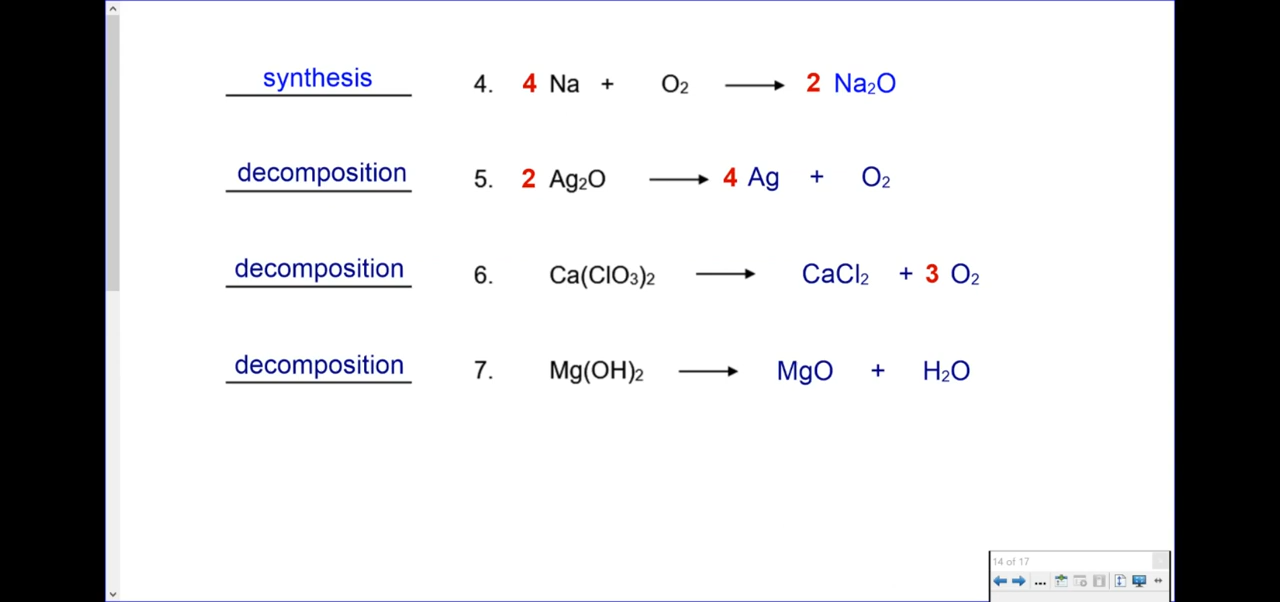 synthesis 4. 4 Na + O₂ ⟶ 2 Na₂O
decomposition 5. 2 Ag₂O ⟶ 4 Ag + O₂
decomposition 6. Ca(ClO₃)₂ ⟶ CaCl₂ + 3 O₂
decomposition 7. Mg(OH)₂ ⟶ MgO + H₂O
14 of 17